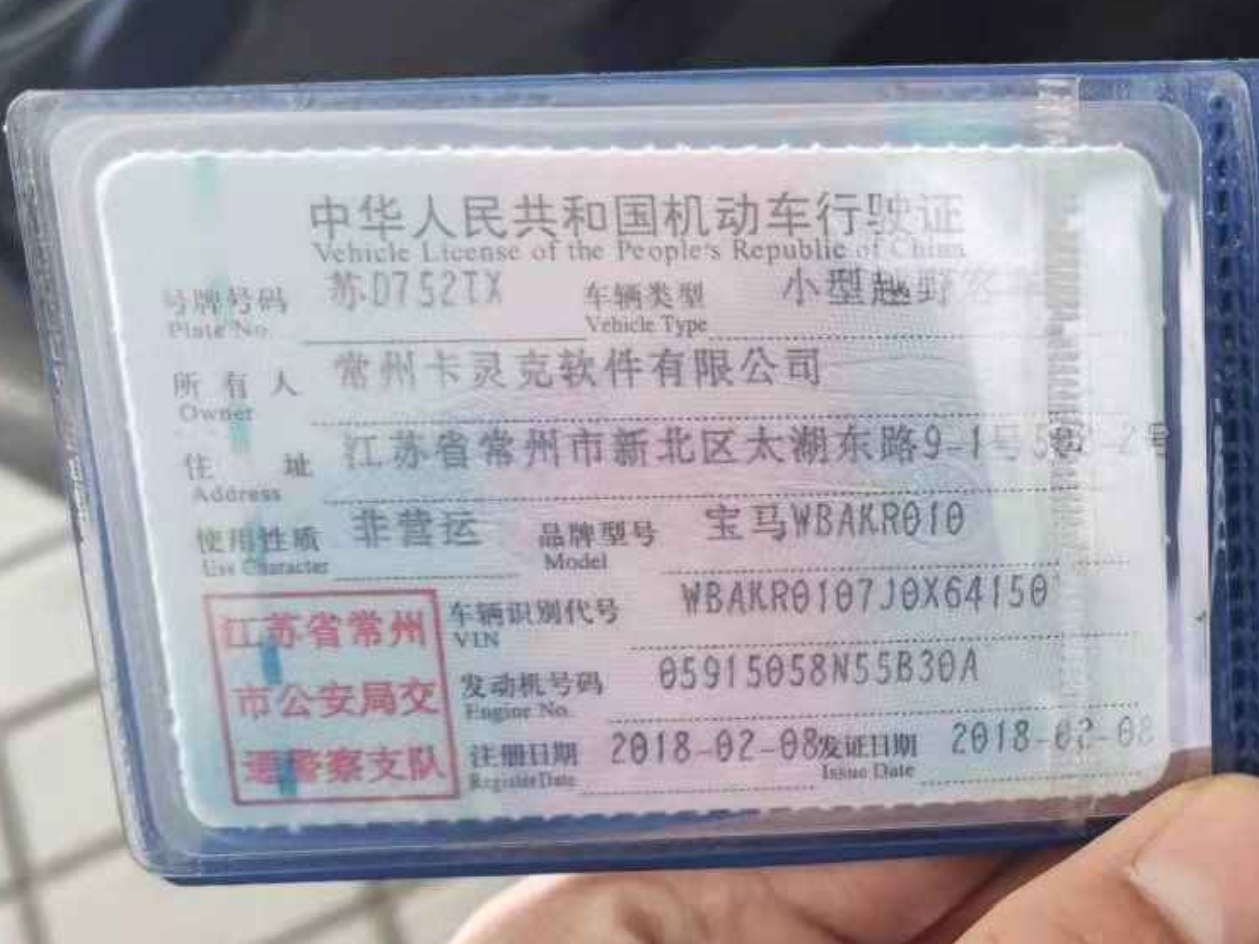 中华人民共和国机动车行驶证
Vehicle License of the People's Republic of China
号牌号码 苏D752TX 车辆类型 小型越野客车
Plate No. Vehicle Type
所有人 常州卡灵克软件有限公司
Owner
住址 江苏省常州市新北区太湖东路9-1号
Address
使用性质 非营运 品牌型号 宝马WBAKR010
Use Character Model
江苏省常州
市公安局交
通警察支队
车辆识别代号 WBAKR0107J0X64150
VIN
发动机号码 05915058N55B30A
Engine No.
注册日期 2018-02-08 发证日期 2018-02-08
Register Date Issue Date